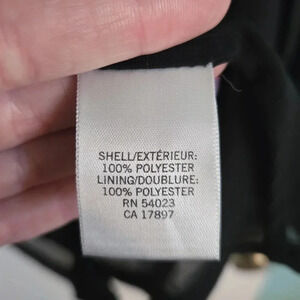 SHELL/EXTÉRIEUR:
100% POLYESTER
LINING/DOUBLURE:
100% POLYESTER
RN 54023
CA 17897